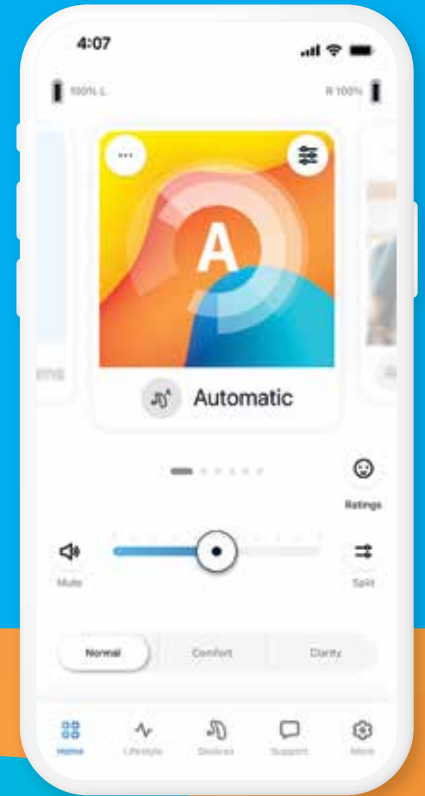 4:07
100% L
R 100%
A
Automatic
Ratings
Mute
Split
Normal
Comfort
Clarity
Home
Lifestyle
Devices
Support
More